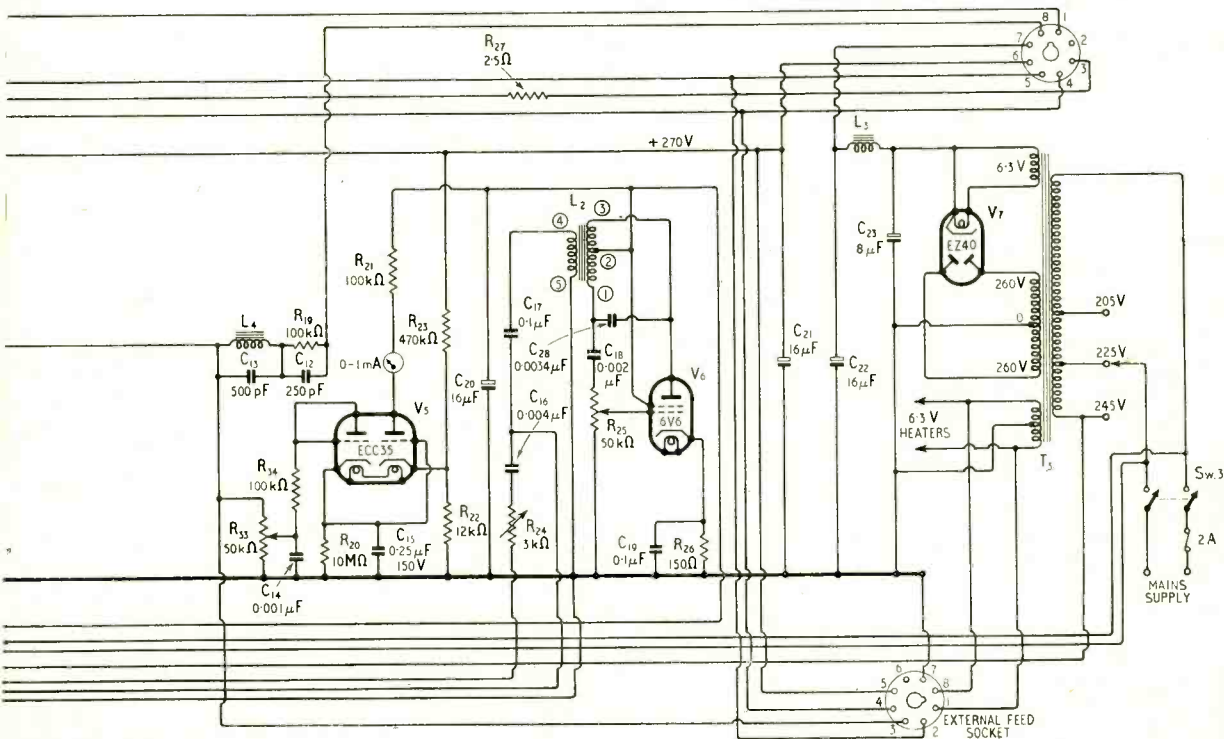 8
1
7
2
6
3
5
4
R27
2·5Ω
L3
+270V
6·3V
L2
④
③
②
⑤
①
V7
EZ40
C23
8μF
R21
100kΩ
C17
0·1μF
260V
0
260V
205V
225V
245V
L4
R19
100kΩ
R23
470kΩ
C13
500pF
C12
250pF
0-1mA
C28
0·0034μF
C18
0·002
μF
C20
16μF
C21
16μF
C22
16μF
V5
ECC35
C16
0·004μF
V6
6V6
R25
50kΩ
6·3V
HEATERS
T3
R34
100kΩ
R33
50kΩ
Sw.3
2A
R20
10MΩ
C15
0·25μF
150V
R22
12kΩ
R24
3kΩ
C19
0·1μF
R26
150Ω
C14
0·001μF
MAINS
SUPPLY
6
7
5
8
4
1
3
2
EXTERNAL FEED
SOCKET